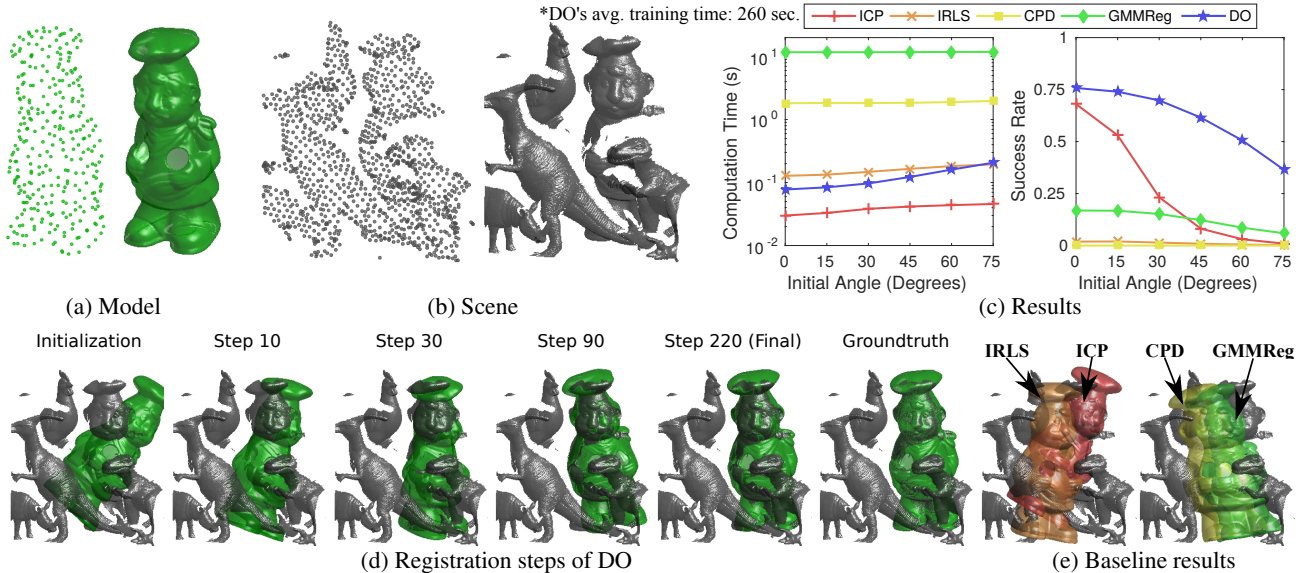 *DO's avg. training time: 260 sec.
ICP IRLS CPD GMMReg DO
Computation Time (s)
10^1
10^0
10^-1
10^-2
0 15 30 45 60 75
Initial Angle (Degrees)
Success Rate
1
0.75
0.5
0.25
0
0 15 30 45 60 75
Initial Angle (Degrees)
(a) Model
(b) Scene
(c) Results
Initialization
Step 10
Step 30
Step 90
Step 220 (Final)
Groundtruth
IRLS
ICP
CPD
GMMReg
(d) Registration steps of DO
(e) Baseline results